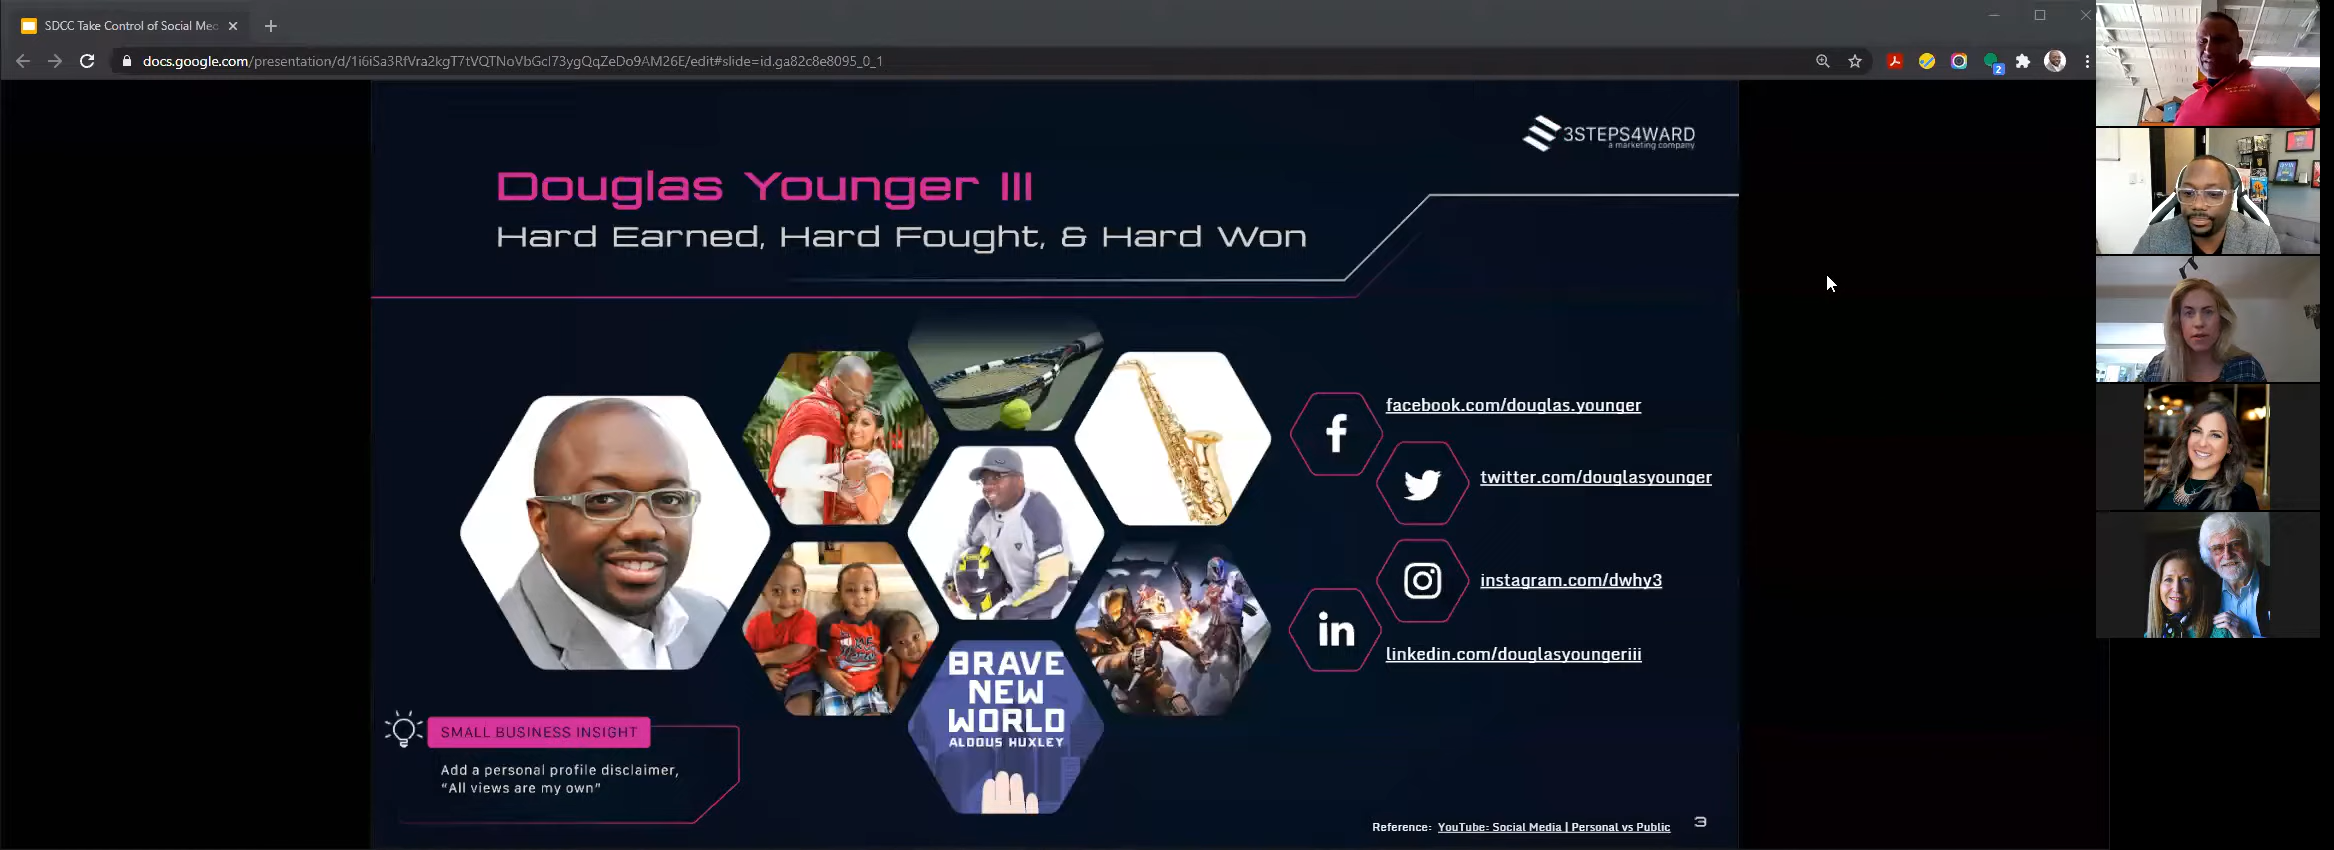 SDCC Take Control of Social Med
docs.google.com/presentation/d/1i6iSa3RfVra2kgT7tVQTNoVbGcI73ygQqZeDo9AM26E/edit#slide=id.ga82c8e8095_0_1
2
3STEPS4WARD
a marketing company
Douglas Younger III
Hard Earned, Hard Fought, & Hard Won
facebook.com/douglas.younger
twitter.com/douglasyounger
instagram.com/dwhy3
in
linkedin.com/douglasyoungeriii
BRAVE
NEW
WORLD
ALDOUS HUXLEY
SMALL BUSINESS INSIGHT
Add a personal profile disclaimer,
“All views are my own”
Reference: YouTube: Social Media | Personal vs Public
3